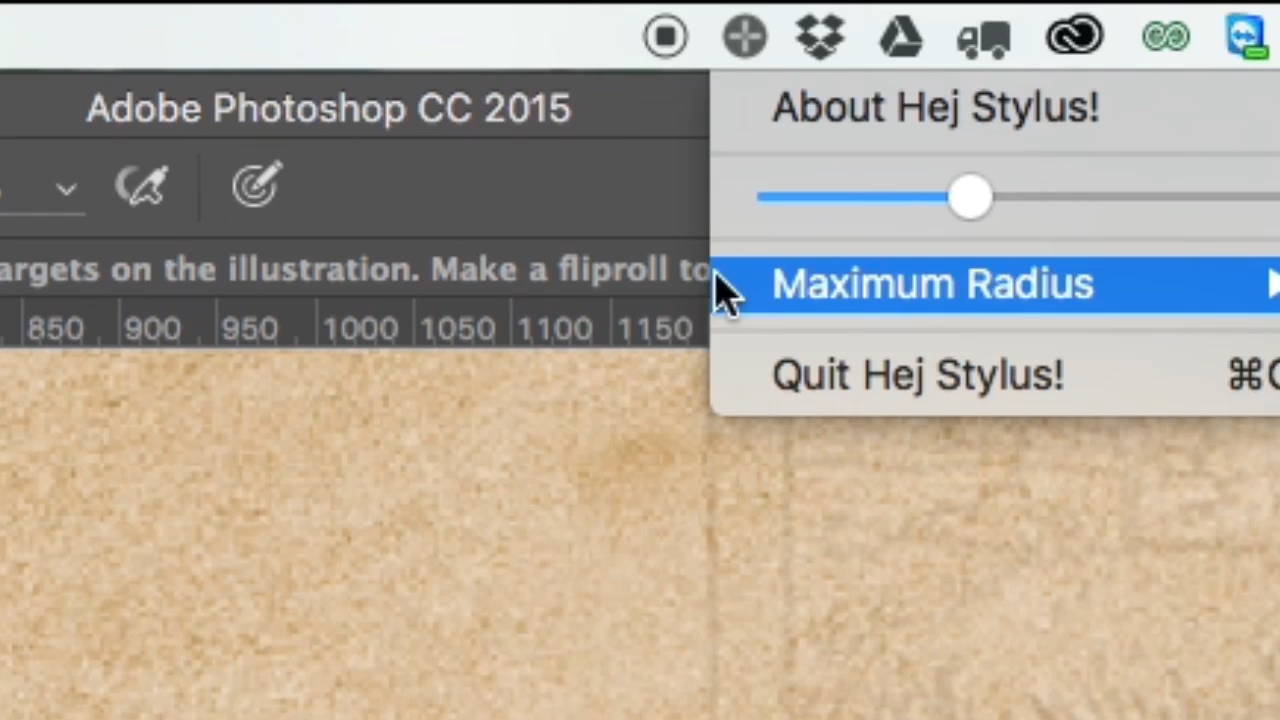 Adobe Photoshop CC 2015
About Hej Stylus!
argets on the illustration. Make a fliproll to
Maximum Radius
850 900 950 1000 1050 1100 1150
Quit Hej Stylus! ⌘